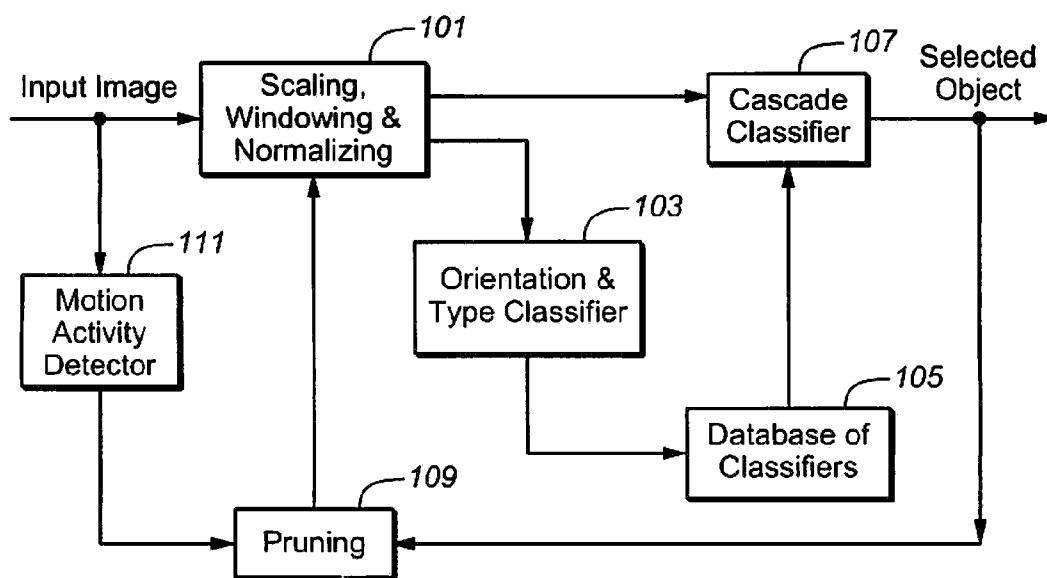 101
107
Selected
Object
Input Image
Scaling,
Windowing &
Normalizing
Cascade
Classifier
103
111
Orientation &
Type Classifier
Motion
Activity
Detector
105
Database of
Classifiers
109
Pruning